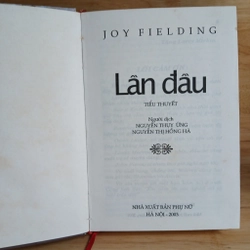 JOY FIELDING
Lần đầu
TIỂU THUYẾT
Người dịch
NGUYỄN THỤY ỨNG
NGUYỄN THỊ HỒNG HÀ
NHÀ XUẤT BẢN PHỤ NỮ
HÀ NỘI - 2005